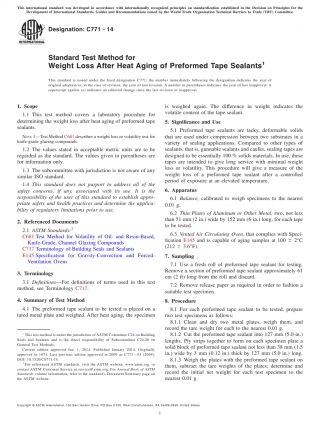 This international standard was developed in accordance with internationally recognized principles on standardization established in the Decision on Principles for the
Development of International Standards, Guides and Recommendations issued by the World Trade Organization Technical Barriers to Trade (TBT) Committee.
Designation: C771 − 14
INTERNATIONAL
Standard Test Method for
Weight Loss After Heat Aging of Preformed Tape Sealants¹
This standard is issued under the fixed designation C771; the number immediately following the designation indicates the year of
original adoption or, in the case of revision, the year of last revision. A number in parentheses indicates the year of last reapproval. A
superscript epsilon (ε) indicates an editorial change since the last revision or reapproval.
1. Scope
1.1 This test method covers a laboratory procedure for
determining the weight loss after heat aging of preformed tape
sealants.
NOTE 1—Test Method C681 describes a weight loss or volatility test for
knife-grade glazing compounds.
1.2 The values stated in acceptable metric units are to be
regarded as the standard. The values given in parentheses are
for information only.
1.3 The subcommittee with jurisdiction is not aware of any
similar ISO standard.
1.4 This standard does not purport to address all of the
safety concerns, if any, associated with its use. It is the
responsibility of the user of this standard to establish appro-
priate safety and health practices and determine the applica-
bility of regulatory limitations prior to use.
2. Referenced Documents
2.1 ASTM Standards:²
C681 Test Method for Volatility of Oil- and Resin-Based,
Knife-Grade, Channel Glazing Compounds
C717 Terminology of Building Seals and Sealants
E145 Specification for Gravity-Convection and Forced-
Ventilation Ovens
3. Terminology
3.1 Definitions—For definitions of terms used in this test
method, see Terminology C717.
4. Summary of Test Method
4.1 The preformed tape sealant to be tested is placed on a
tared metal plate and weighed. After heat aging, the specimen
¹ This test method is under the jurisdiction of ASTM Committee C24 on Building
Seals and Sealants and is the direct responsibility of Subcommittee C24.20 on
General Test Methods.
Current edition approved Jan. 1, 2014. Published January 2014. Originally
approved in 1974. Last previous edition approved in 2009 as C771 – 03 (2009).
DOI: 10.1520/C0771-14.
² For referenced ASTM standards, visit the ASTM website, www.astm.org, or
contact ASTM Customer Service at service@astm.org. For Annual Book of ASTM
Standards volume information, refer to the standard's Document Summary page on
the ASTM website.
is weighed again. The difference in weight indicates the
volatile content of the tape sealant.
5. Significance and Use
5.1 Preformed tape sealants are tacky, deformable solids
that are used under compression between two substrates in a
variety of sealing applications. Compared to other types of
sealants, that is, gunnable sealants and caulks, sealing tapes are
designed to be essentially 100 % solids materials. In use, these
tapes are intended to give long service with minimal weight
loss or volatility. This procedure will give a measure of the
weight loss of a preformed tape sealant after a controlled
period of exposure at an elevated temperature.
6. Apparatus
6.1 Balance, calibrated to weigh specimens to the nearest
0.01 g.
6.2 Thin Plates of Aluminum or Other Metal, two, not less
than 51 mm (2 in.) wide by 152 mm (6 in.) long, for each tape
to be tested.
6.3 Forced Air Circulating Oven, that complies with Speci-
fication E145 and is capable of aging samples at 100 ± 2°C
(212 ± 3.6°F).
7. Sampling
7.1 Use a fresh roll of preformed tape sealant for testing.
Remove a section of preformed tape sealant approximately 61
cm (2 ft) long from the roll and discard.
7.2 Remove release paper as required in order to fashion a
suitable test specimen.
8. Procedure
8.1 For each preformed tape sealant to be tested, prepare
two test specimens as follows:
8.1.1 Clean and dry two metal plates, weigh them, and
record the tare weight for each to the nearest 0.01 g.
8.1.2 Cut the preformed tape sealant into 127-mm (5.0-in.)
lengths. Ply strips together to form on each specimen plate a
solid block of preformed tape sealant not less than 38 mm (1.5
in.) wide by 3 mm (0.12 in.) thick by 127 mm (5.0 in.) long.
8.1.3 Weigh the plates with the preformed tape sealant on
them, subtract the tare weights of the plates; determine and
record the initial net weight for each test specimen to the
nearest 0.01 g.
Copyright © ASTM International, 100 Barr Harbor Drive, PO Box C700, West Conshohocken, PA 19428-2959. United States
1